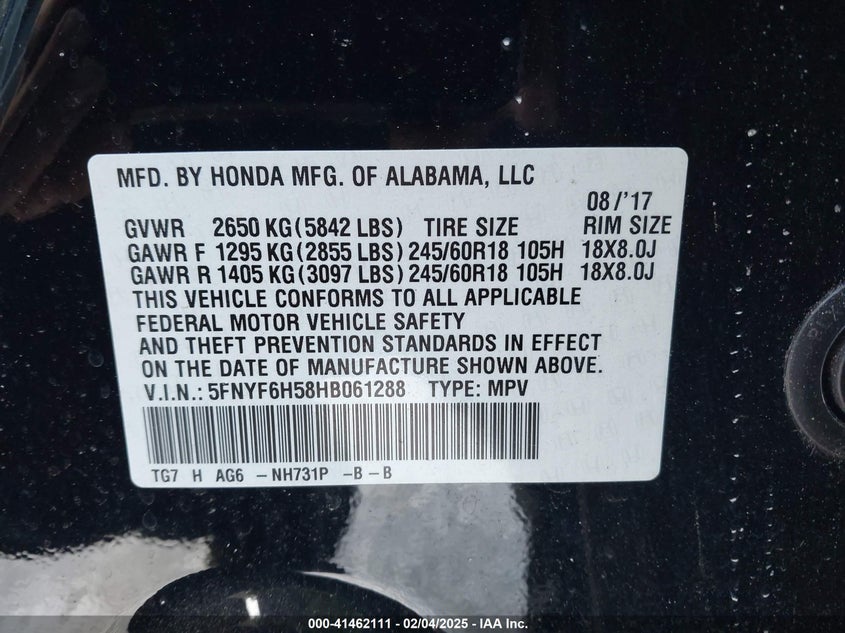 MFD. BY HONDA MFG. OF ALABAMA, LLC
08/'17
GVWR 2650 KG(5842 LBS) TIRE SIZE RIM SIZE
GAWR F 1295 KG(2855 LBS)245/60R18 105H 18X8.0J
GAWR R 1405 KG(3097 LBS)245/60R18 105H 18X8.0J
THIS VEHICLE CONFORMS TO ALL APPLICABLE
FEDERAL MOTOR VEHICLE SAFETY
AND THEFT PREVENTION STANDARDS IN EFFECT
ON THE DATE OF MANUFACTURE SHOWN ABOVE.
V.I.N.: 5FNYF6H58HB061288 TYPE: MPV
TG7 H AG6 -NH731P -B-B
000-41462111 - 02/04/2025 - IAA Inc.